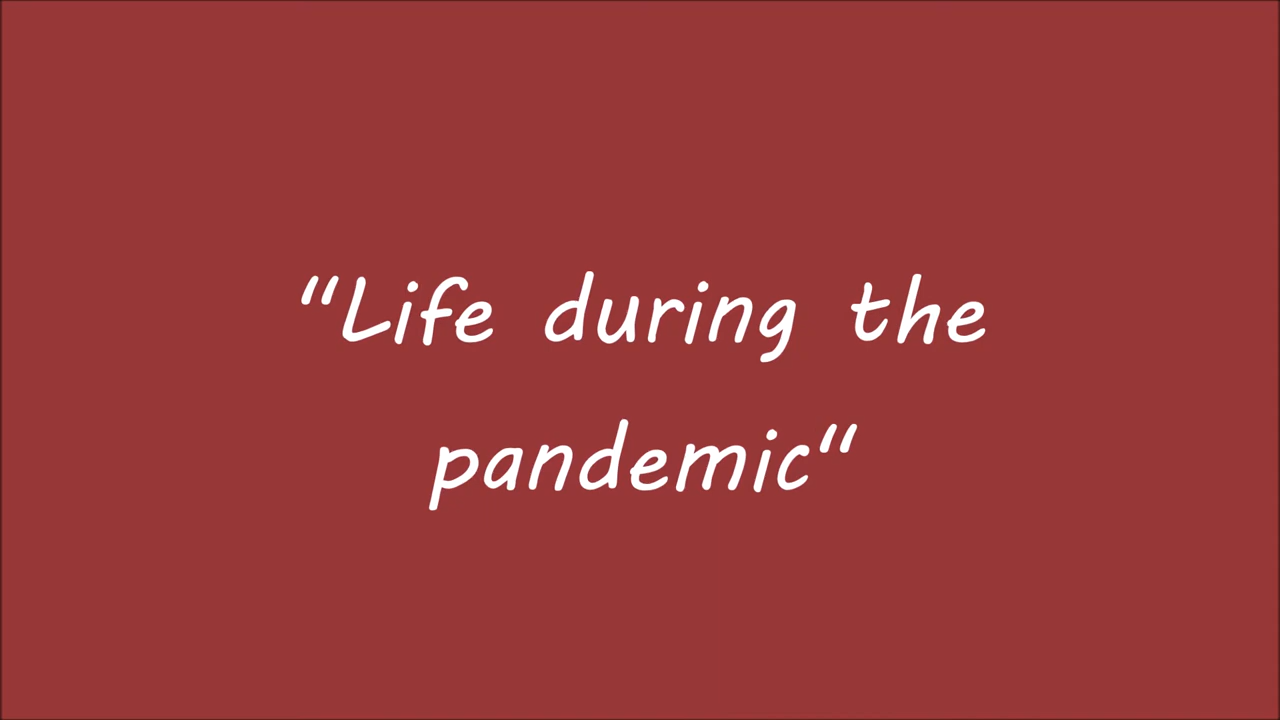 “Life during the
pandemic“